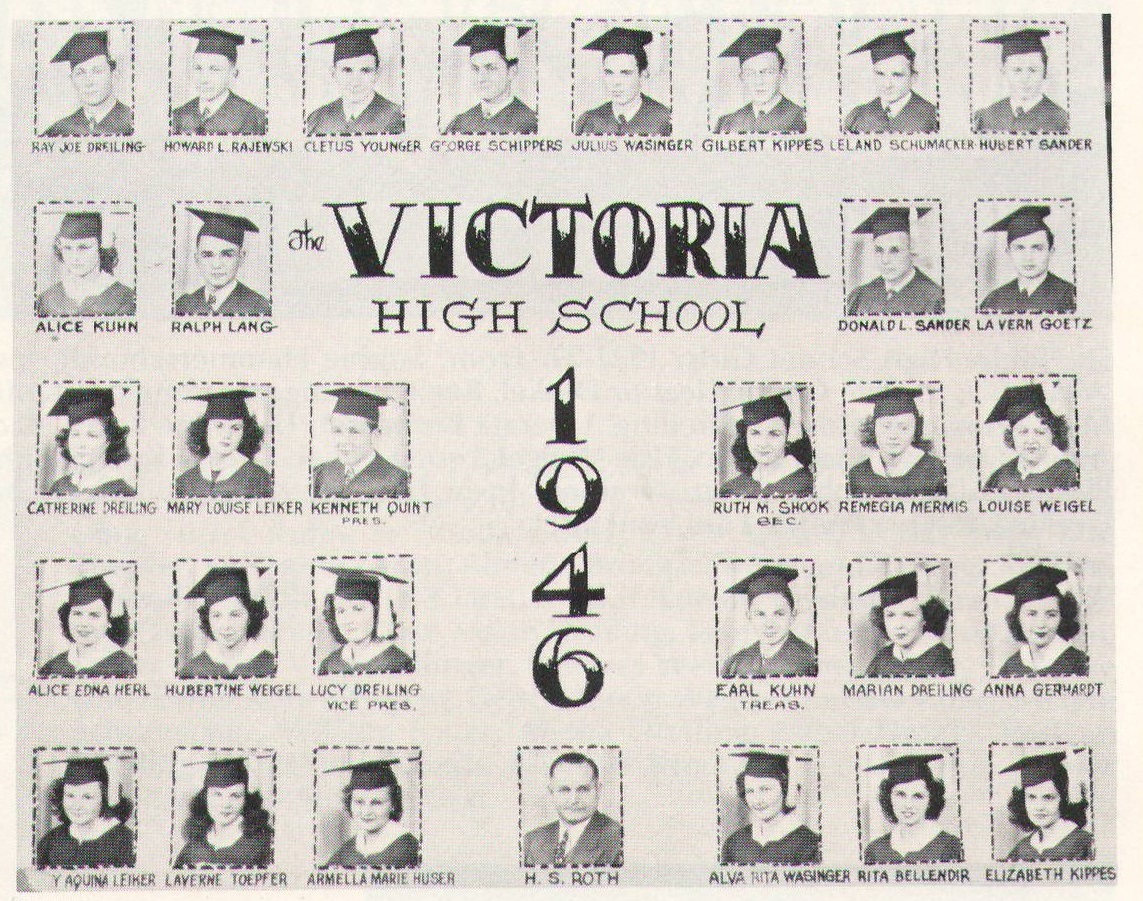 RAY JOE DREILING HOWARD L. RAJEWSKI CLETUS YOUNGER GEORGE SCHIPPERS JULIUS WASINGER GILBERT KIPPES LELAND SCHUMACKER HUBERT SANDER
the VICTORIA
HIGH SCHOOL
ALICE KUHN RALPH LANG DONALD L. SANDER LA VERN GOETZ
1
9
4
6
CATHERINE DREILING MARY LOUISE LEIKER KENNETH QUINT RUTH M. SHOOK REMEGIA MERMIS LOUISE WEIGEL
PRES. SEC.
ALICE EDNA HERL HUBERTINE WEIGEL LUCY DREILING EARL KUHN MARIAN DREILING ANNA GERHARDT
VICE PRES. TREAS.
Y AQUINA LEIKER LAVERNE TOEPFER ARMELLA MARIE HUSER H. S. ROTH ALVA RITA WASINGER RITA BELLENDIR ELIZABETH KIPPES